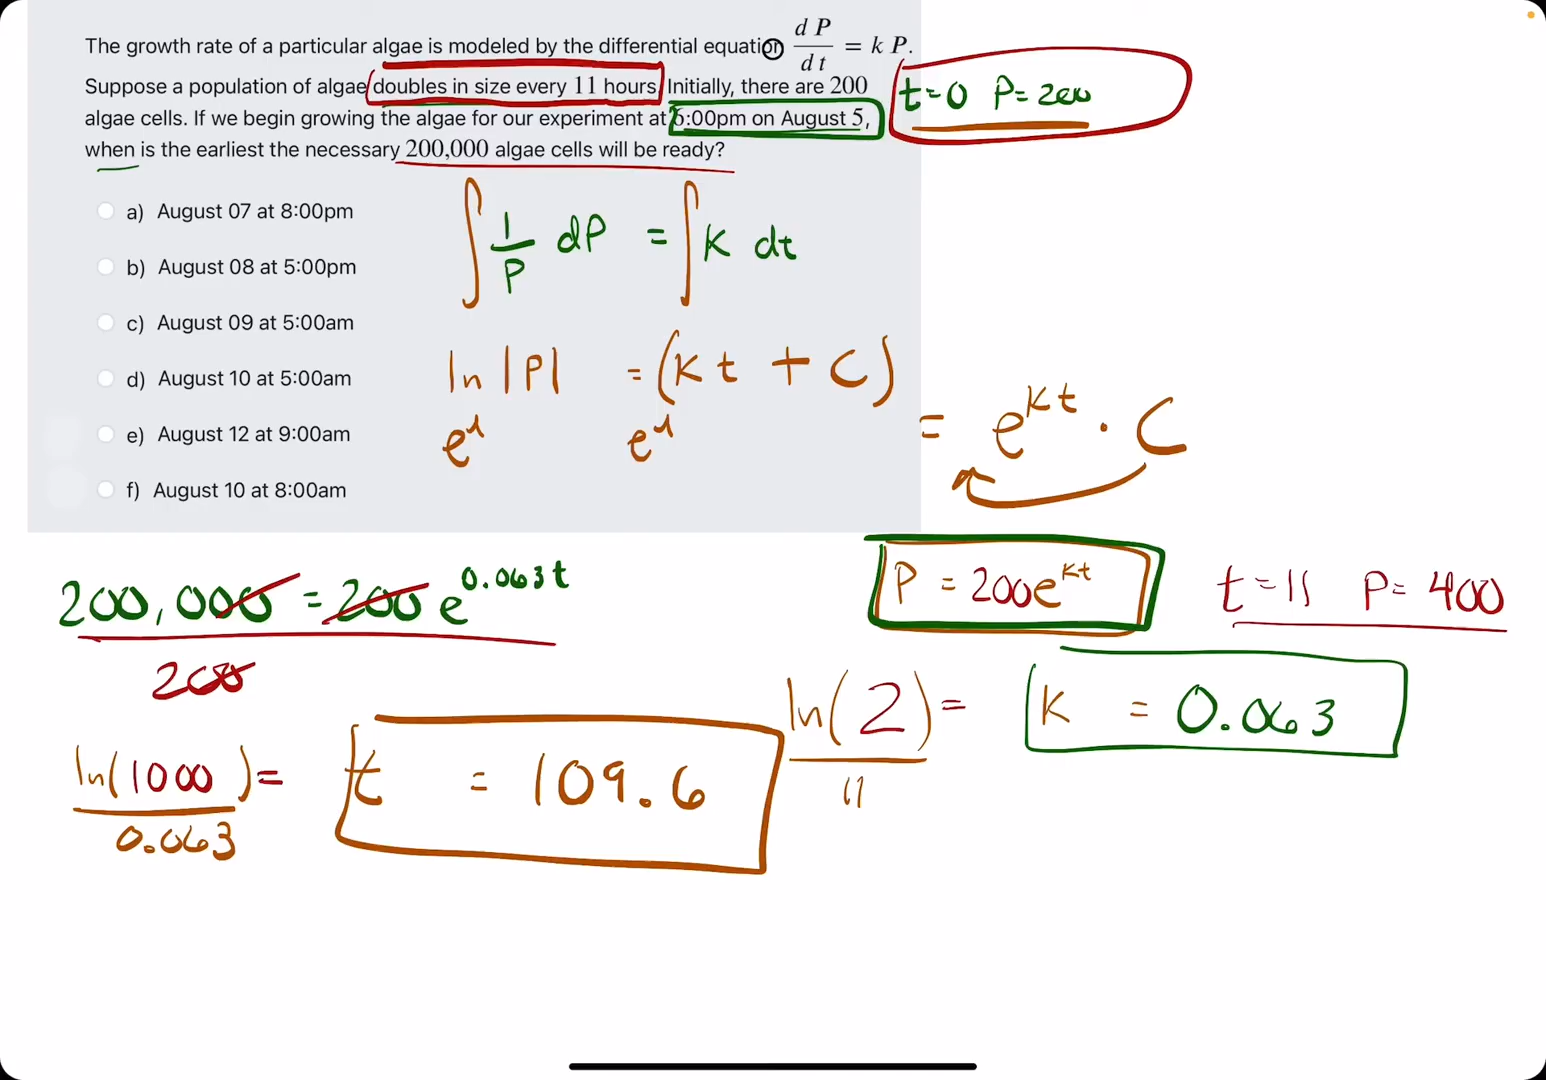 The growth rate of a particular algae is modeled by the differential equation dP/dt = k P.
Suppose a population of algae doubles in size every 11 hours. Initially, there are 200
t=0 P=200
algae cells. If we begin growing the algae for our experiment at :00pm on August 5,
when is the earliest the necessary 200,000 algae cells will be ready?
a) August 07 at 8:00pm
b) August 08 at 5:00pm
c) August 09 at 5:00am
d) August 10 at 5:00am
e) August 12 at 9:00am
f) August 10 at 8:00am
∫ 1/P dP = ∫ K dt
ln |P| = (Kt + C)
e e
= e^Kt · C
P = 200e^Kt
t=11 P=400
ln(2)/11 = K = 0.063
200,000 = 200 e^0.063t
200
ln(1000)/0.063 = t = 109.6